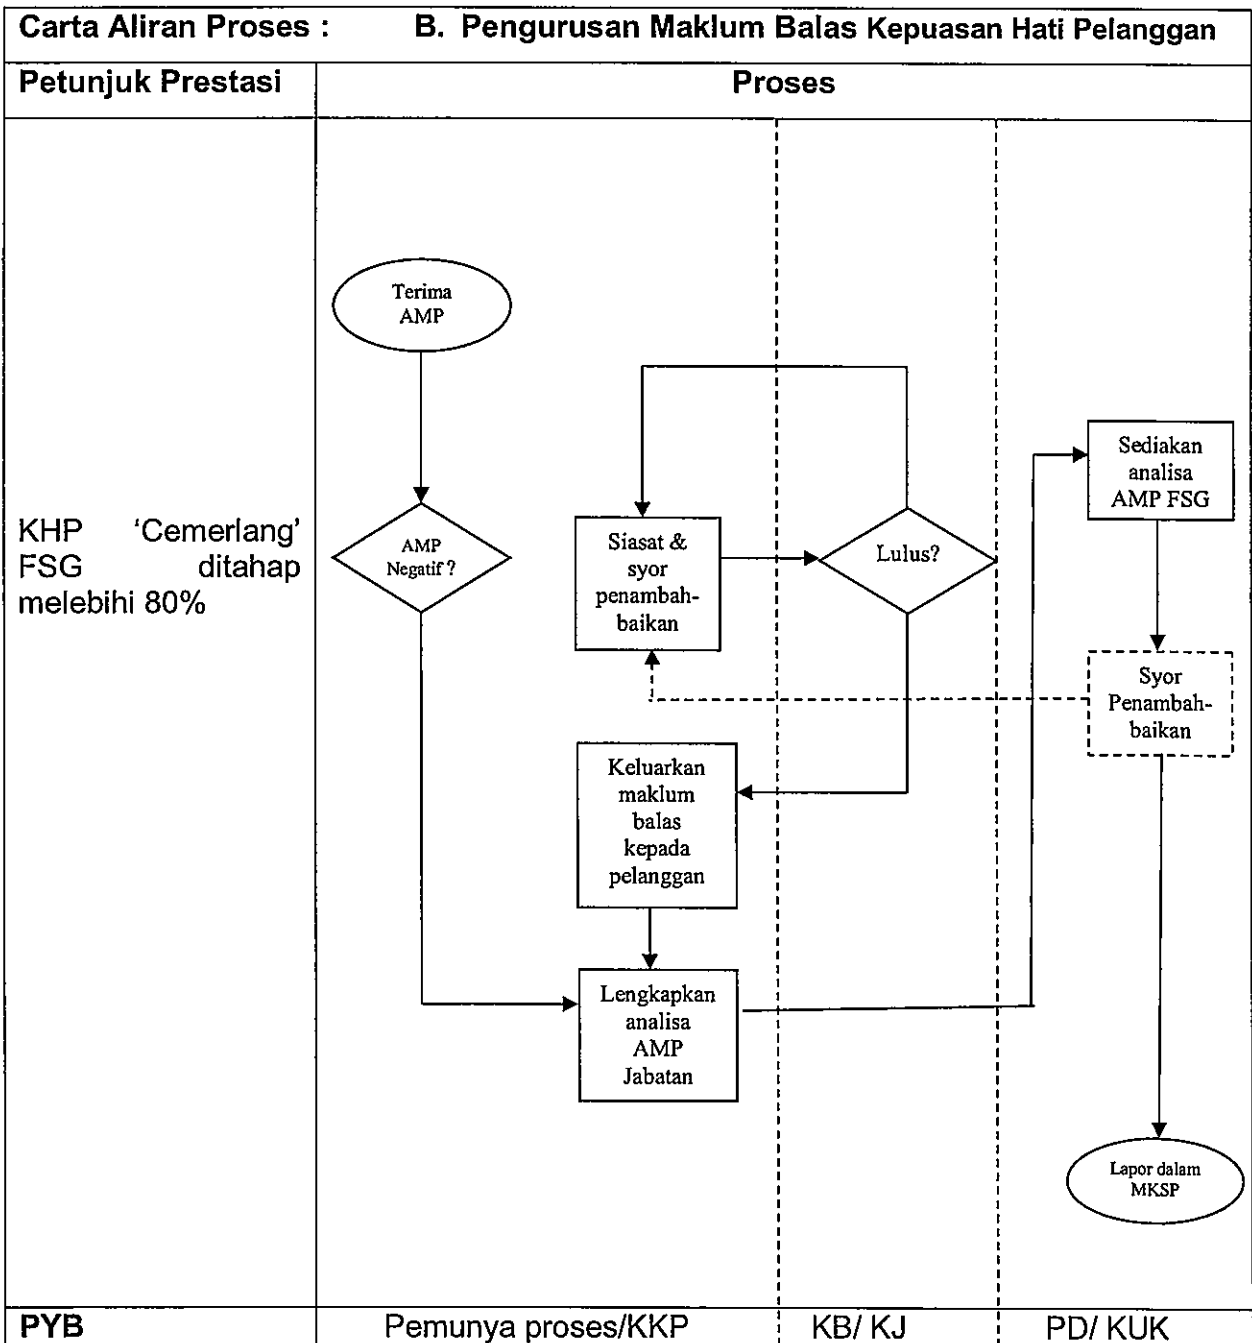 Carta Aliran Proses : B. Pengurusan Maklum Balas Kepuasan Hati Pelanggan
Petunjuk Prestasi
Proses
KHP 'Cemerlang'
FSG ditahap
melebihi 80%
Terima
AMP
AMP
Negatif ?
Siasat &
syor
penambah-
baikan
Lulus?
Keluarkan
maklum
balas
kepada
pelanggan
Lengkapkan
analisa
AMP
Jabatan
Sediakan
analisa
AMP FSG
Syor
Penambah-
baikan
Lapor dalam
MKSP
PYB
Pemunya proses/KKP
KB/ KJ
PD/ KUK